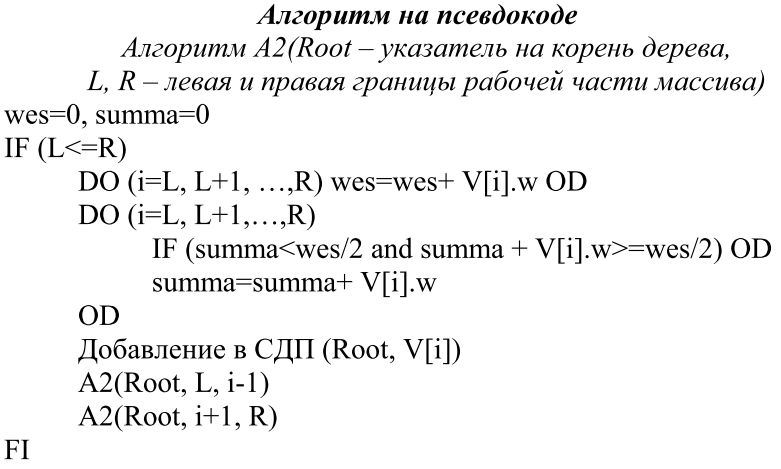 Алгоритм на псевдокоде
Алгоритм A2(Root – указатель на корень дерева,
L, R – левая и правая границы рабочей части массива)
wes=0, summa=0
IF (L<=R)
DO (i=L, L+1, …,R) wes=wes+ V[i].w OD
DO (i=L, L+1,…,R)
IF (summa<wes/2 and summa + V[i].w>=wes/2) OD
summa=summa+ V[i].w
OD
Добавление в СДП (Root, V[i])
A2(Root, L, i-1)
A2(Root, i+1, R)
FI